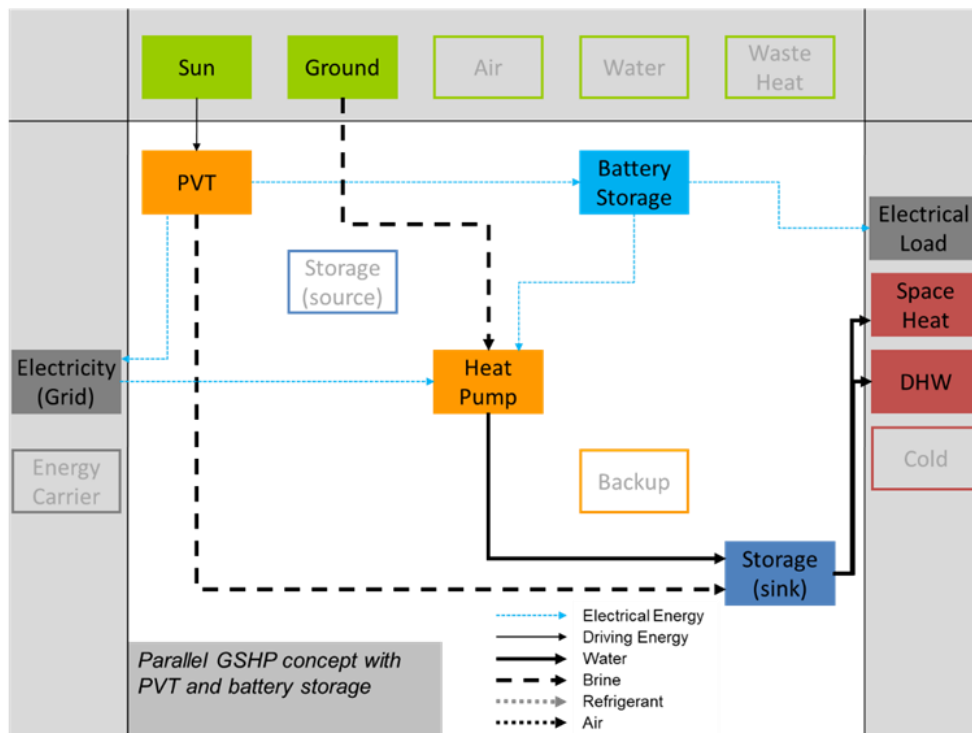 Sun
Ground
Air
Water
Waste
Heat
PVT
Battery
Storage
Electrical
Load
Storage
(source)
Space
Heat
Electricity
(Grid)
Heat
Pump
DHW
Energy
Carrier
Backup
Cold
Storage
(sink)
Electrical Energy
Driving Energy
Water
Brine
Refrigerant
Air
Parallel GSHP concept with
PVT and battery storage